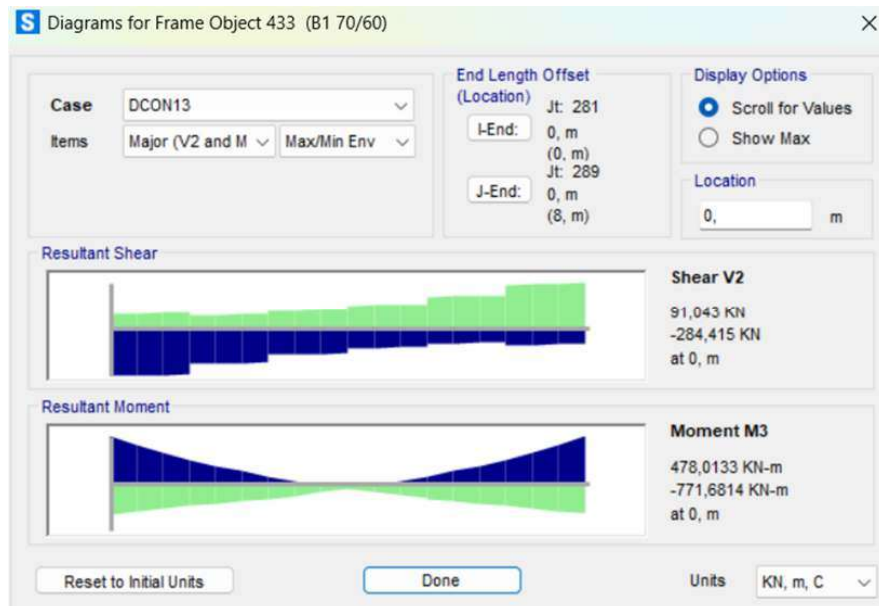 S Diagrams for Frame Object 433 (B1 70/60)
Case DCON13
Items Major (V2 and M Max/Min Env
End Length Offset
(Location)
Jt: 281
I-End: 0, m
(0, m)
Jt: 289
J-End: 0, m
(8, m)
Display Options
Scroll for Values
Show Max
Location
0, m
Resultant Shear
Shear V2
91,043 KN
-284,415 KN
at 0, m
Resultant Moment
Moment M3
478,0133 KN-m
-771,6814 KN-m
at 0, m
Reset to Initial Units
Done
Units KN, m, C